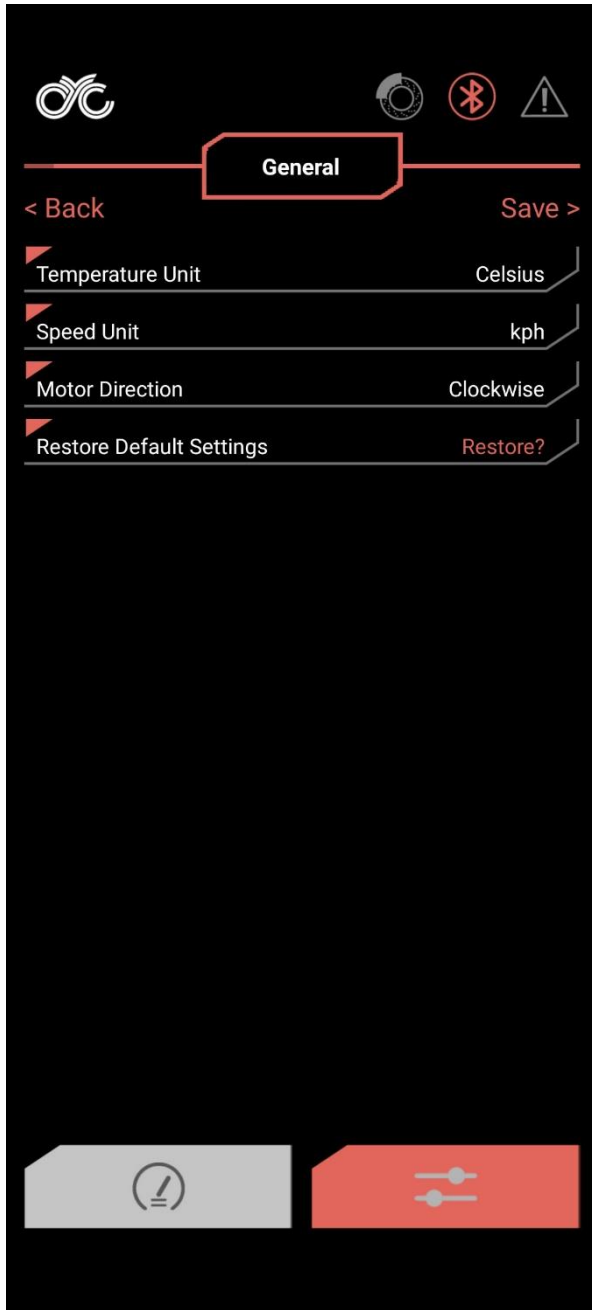 General
< Back
Save >
Temperature Unit
Celsius
Speed Unit
kph
Motor Direction
Clockwise
Restore Default Settings
Restore?